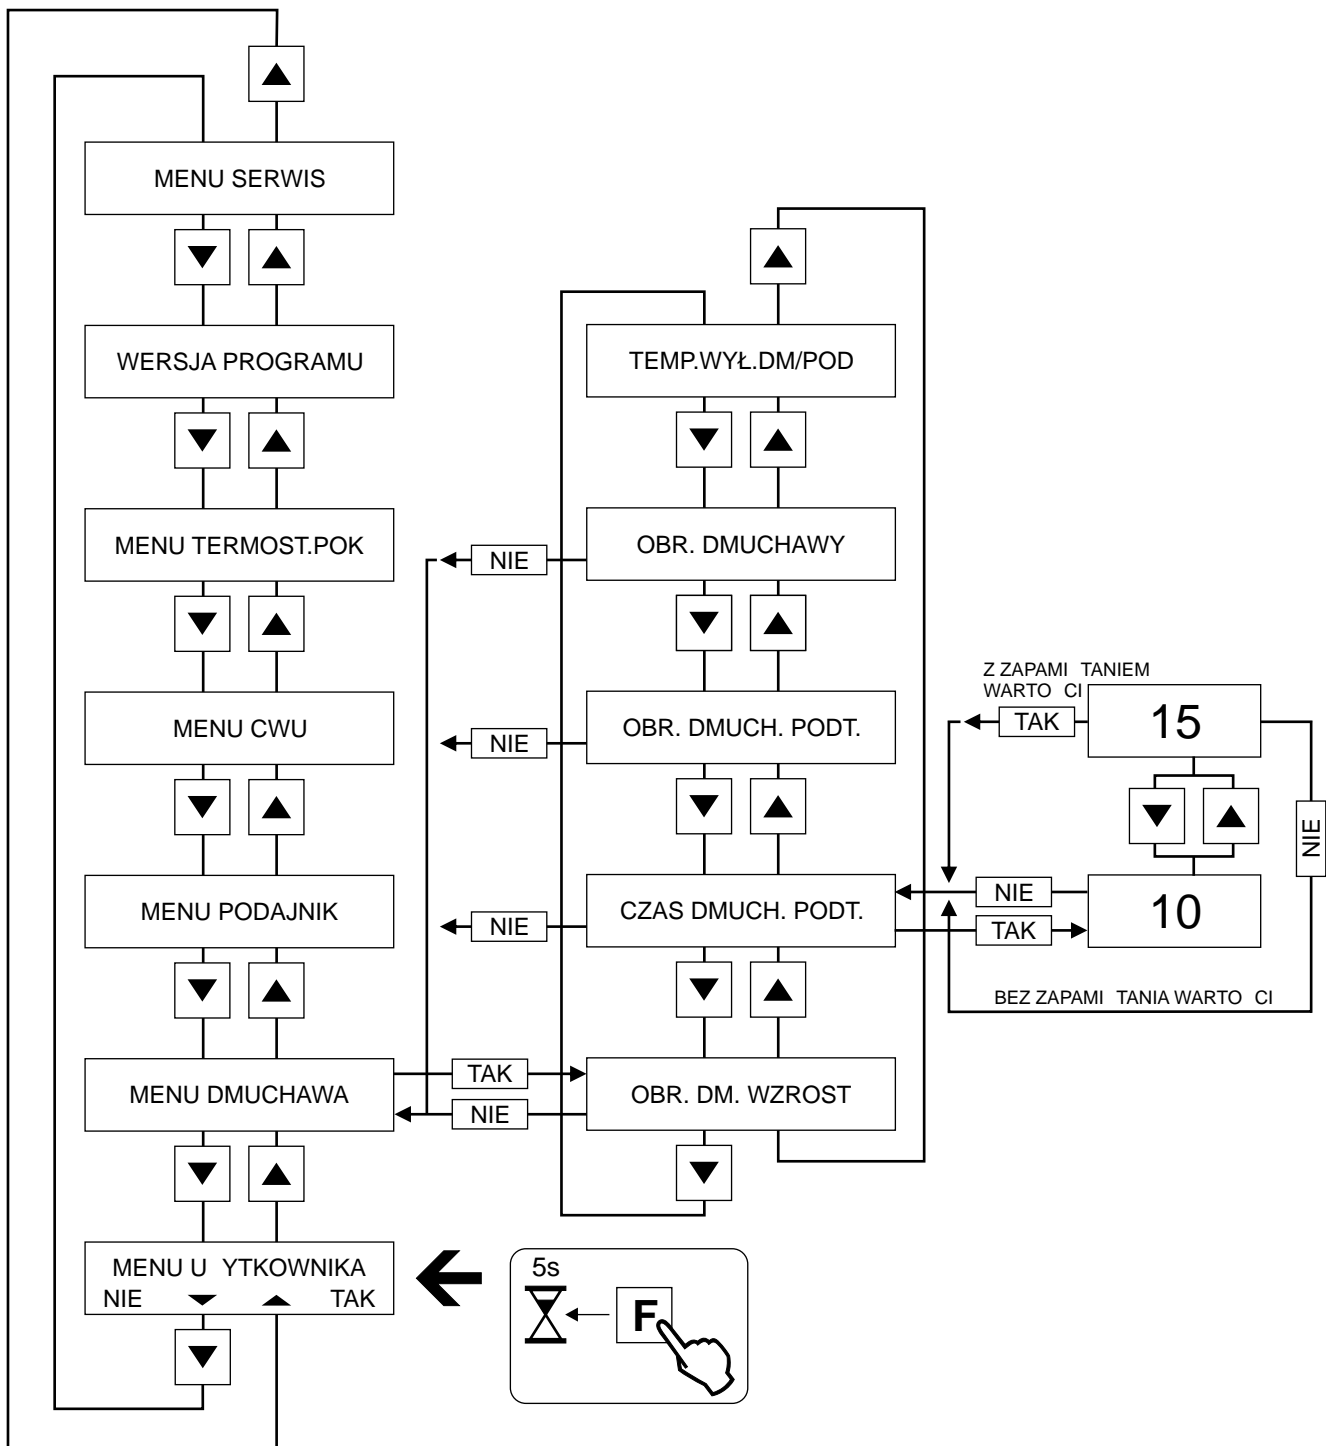 MENU SERWIS
WERSJA PROGRAMU
MENU TERMOST.POK
MENU CWU
MENU PODAJNIK
MENU DMUCHAWA
MENU U YTKOWNIKA
NIE TAK
TEMP.WYŁ.DM/POD
OBR. DMUCHAWY
NIE
OBR. DMUCH. PODT.
NIE
CZAS DMUCH. PODT.
NIE
OBR. DM. WZROST
TAK
NIE
Z ZAPAMI TANIEM
WARTO CI
TAK
15
NIE
NIE
10
TAK
BEZ ZAPAMI TANIA WARTO CI
5s
F